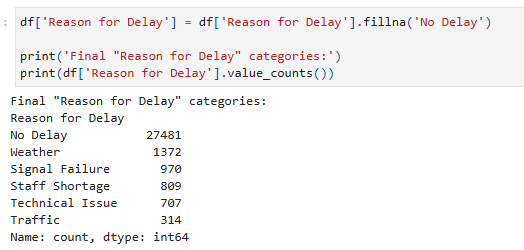 :
df['Reason for Delay'] = df['Reason for Delay'].fillna('No Delay')
print('Final "Reason for Delay" categories:')
print(df['Reason for Delay'].value_counts())
Final "Reason for Delay" categories:
Reason for Delay
No Delay           27481
Weather             1372
Signal Failure       970
Staff Shortage       809
Technical Issue      707
Traffic              314
Name: count, dtype: int64